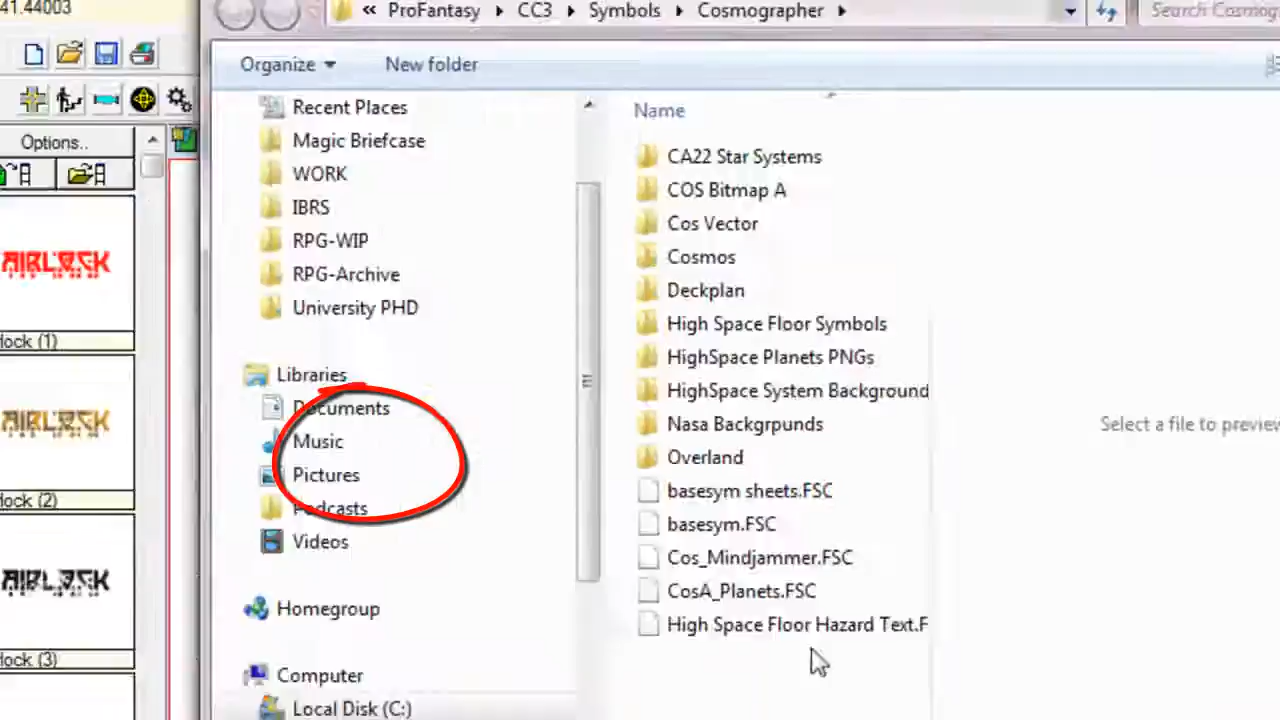 41.44003
« ProFantasy ▸ CC3 ▸ Symbols ▸ Cosmographer ▸
Search Cosmog
Organize ▾ New folder
Options..
Recent Places
Magic Briefcase
WORK
IBRS
RPG-WIP
RPG-Archive
University PHD
Libraries
Documents
Music
Pictures
Podcasts
Videos
Homegroup
Computer
Local Disk (C:)
Name
CA22 Star Systems
COS Bitmap A
Cos Vector
Cosmos
Deckplan
High Space Floor Symbols
HighSpace Planets PNGs
HighSpace System Background
Nasa Backgrpunds
Overland
basesym sheets.FSC
basesym.FSC
Cos_Mindjammer.FSC
CosA_Planets.FSC
High Space Floor Hazard Text.F
Select a file to preview
AIRLOCK
lock (1)
AIRLOCK
lock (2)
AIRLOCK
lock (3)